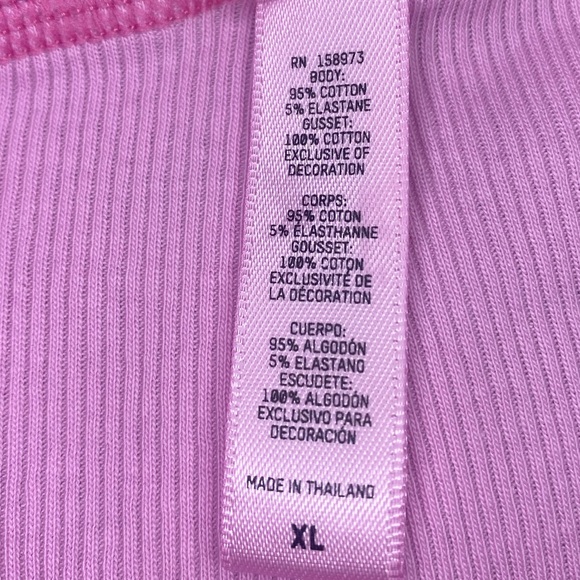 RN 158973
BODY:
95% COTTON
5% ELASTANE
GUSSET:
100% COTTON
EXCLUSIVE OF
DECORATION
CORPS:
95% COTON
5% ÉLASTHANNE
GOUSSET:
100% COTON
EXCLUSIVITÉ DE
LA DÉCORATION
CUERPO:
95% ALGODÓN
5% ELASTANO
ESCUDETE:
100% ALGODÓN
EXCLUSIVO PARA
DECORACIÓN
MADE IN THAILAND
XL